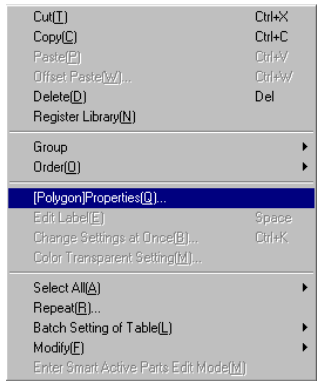 Cut(T) Ctrl+X
Copy(C) Ctrl+C
Paste(P) Ctrl+V
Offset Paste(W)... Ctrl+W
Delete(D) Del
Register Library(N)
Group
Order(O)
[Polygon]Properties(Q)...
Edit Label(E) Space
Change Settings at Once(B)... Ctrl+K
Color Transparent Setting(M)...
Select All(A)
Repeat(R)...
Batch Setting of Table(L)
Modify(F)
Enter Smart Active Parts Edit Mode(M)